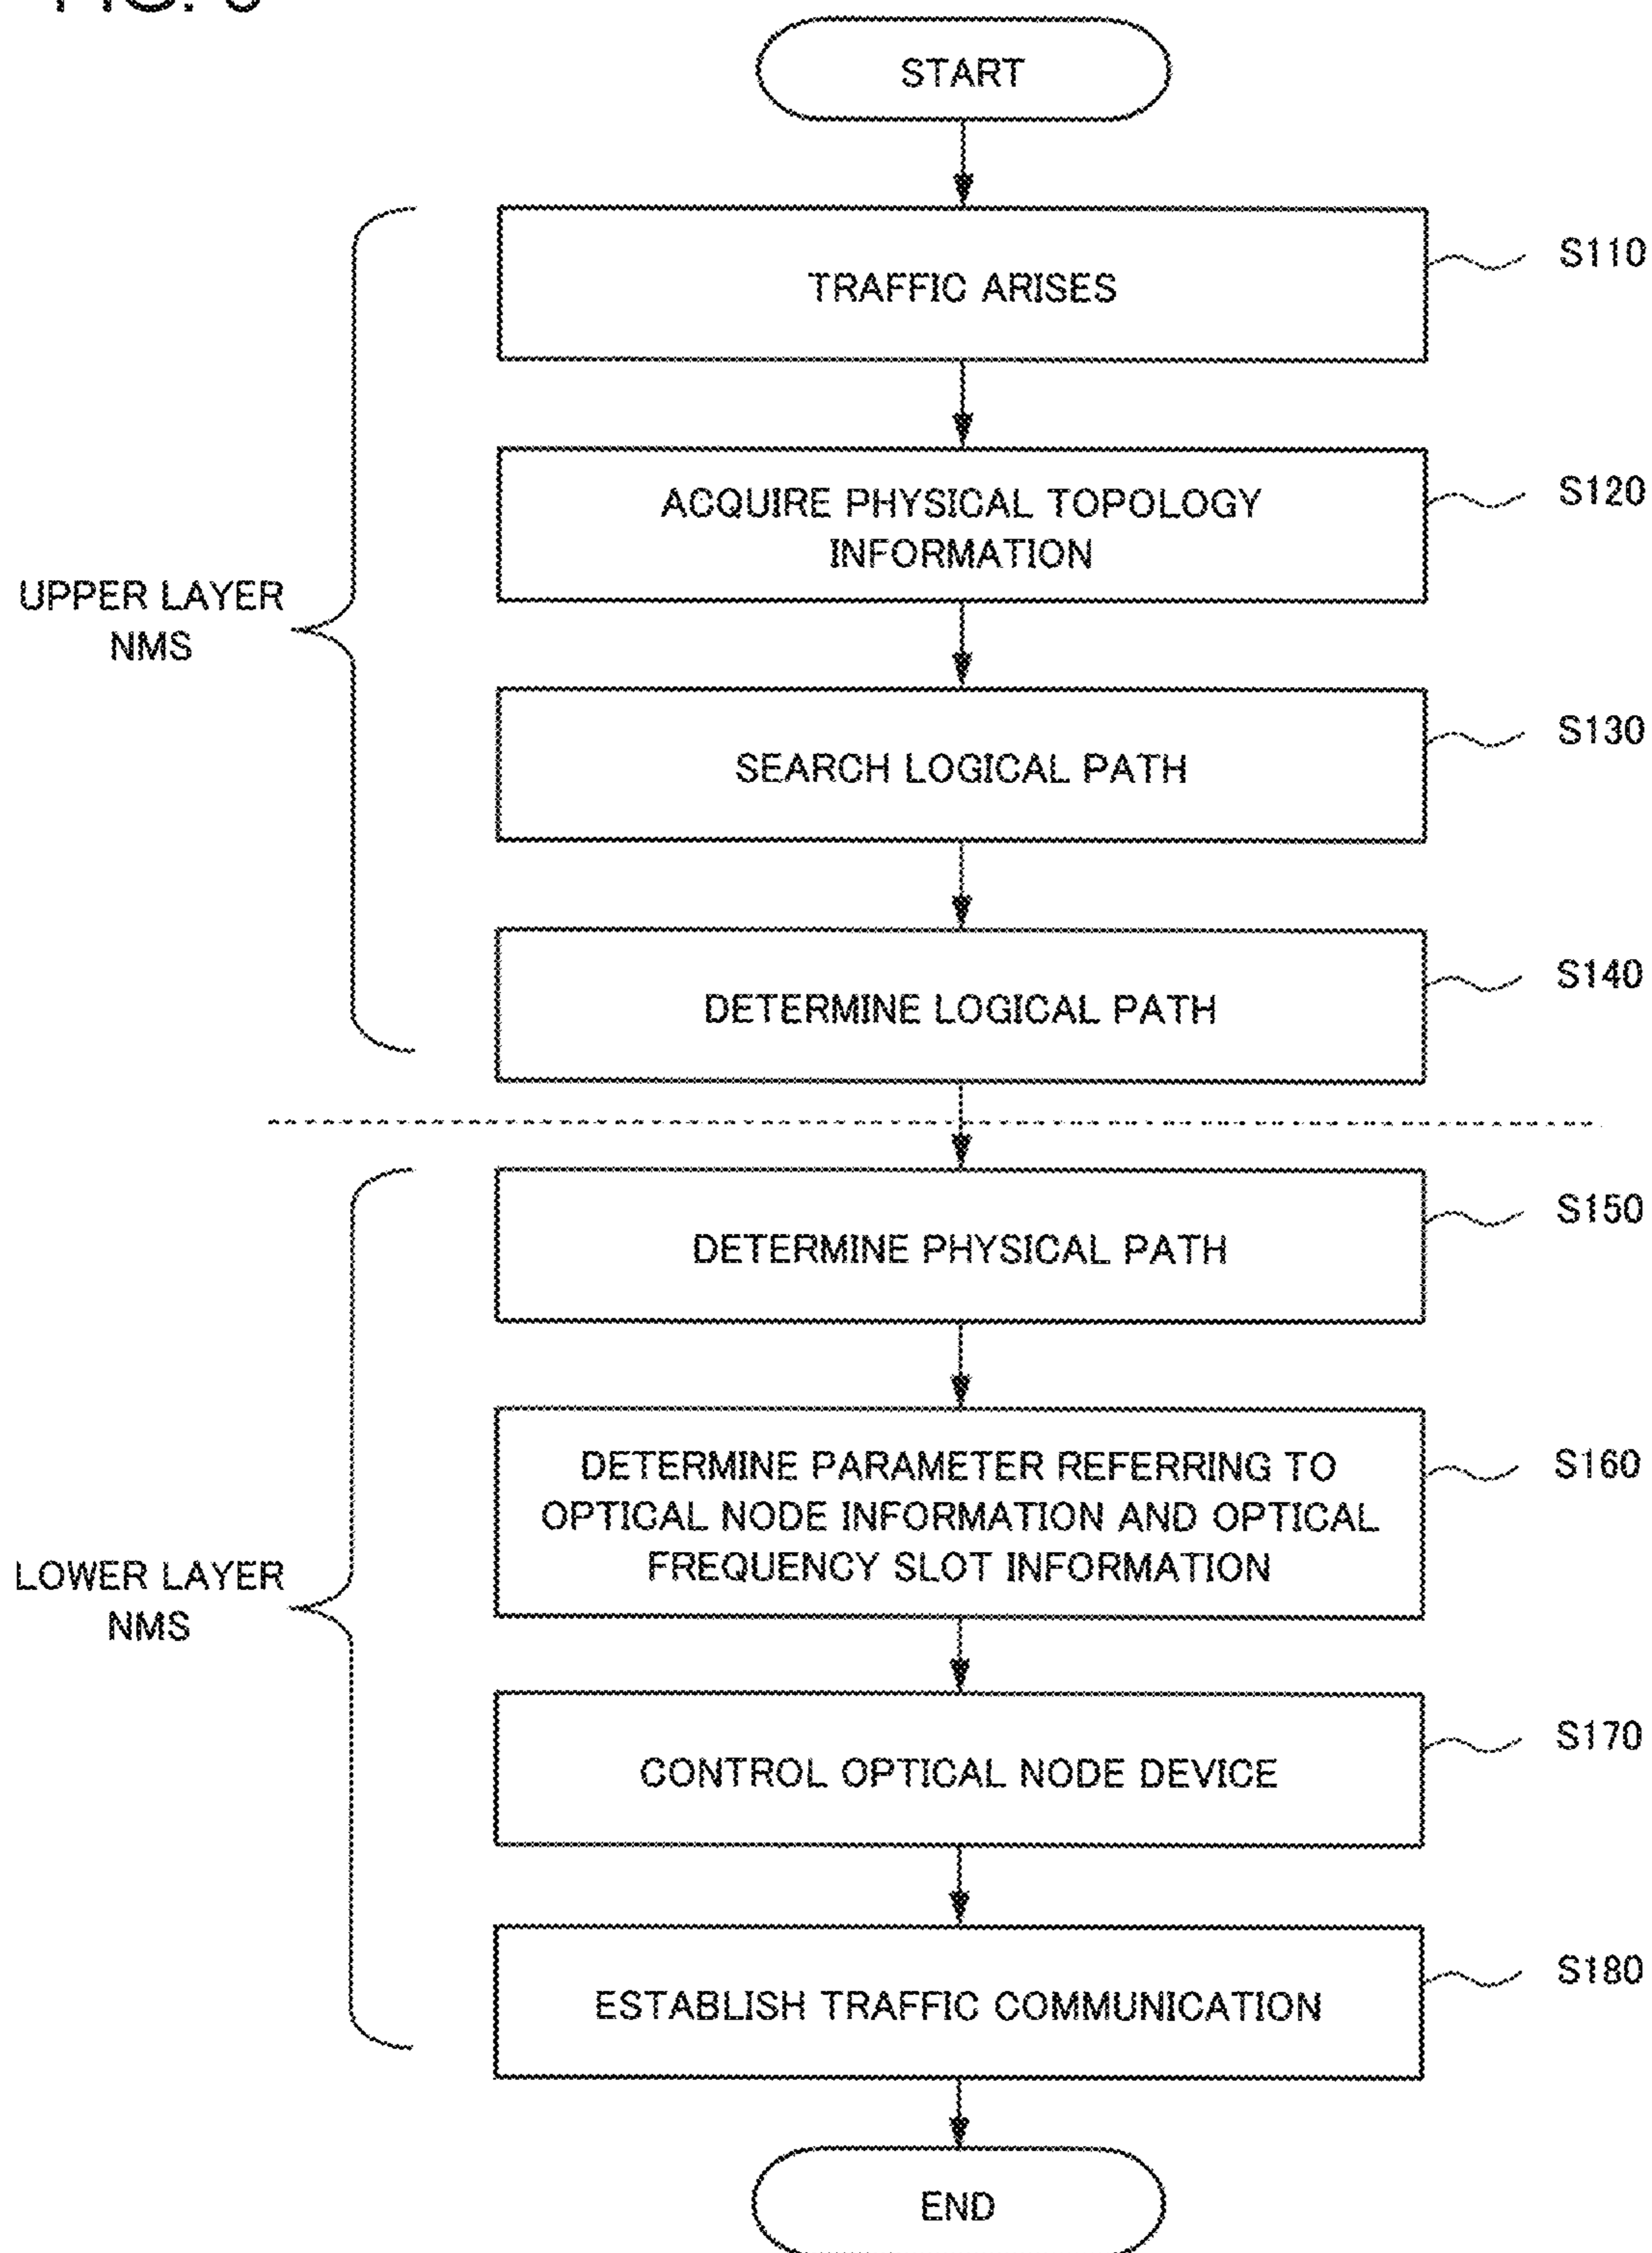 START
TRAFFIC ARISES
S110
ACQUIRE PHYSICAL TOPOLOGY
INFORMATION
S120
UPPER LAYER
NMS
SEARCH LOGICAL PATH
S130
DETERMINE LOGICAL PATH
S140
DETERMINE PHYSICAL PATH
S150
DETERMINE PARAMETER REFERRING TO
OPTICAL NODE INFORMATION AND OPTICAL
FREQUENCY SLOT INFORMATION
S160
LOWER LAYER
NMS
CONTROL OPTICAL NODE DEVICE
S170
ESTABLISH TRAFFIC COMMUNICATION
S180
END